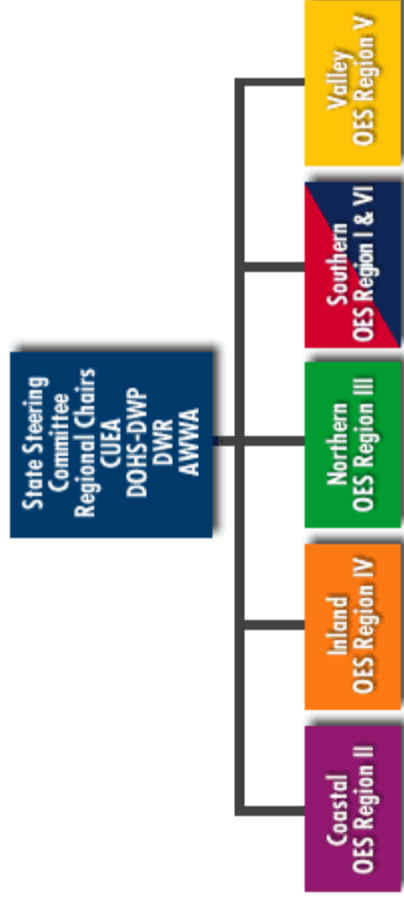 State Steering
Committee
Regional Chairs
CUEA
DOHS-DWP
DWR
AWWA
Coastal
OES Region II
Inland
OES Region IV
Northern
OES Region III
Southern
OES Region I & VI
Valley
OES Region V